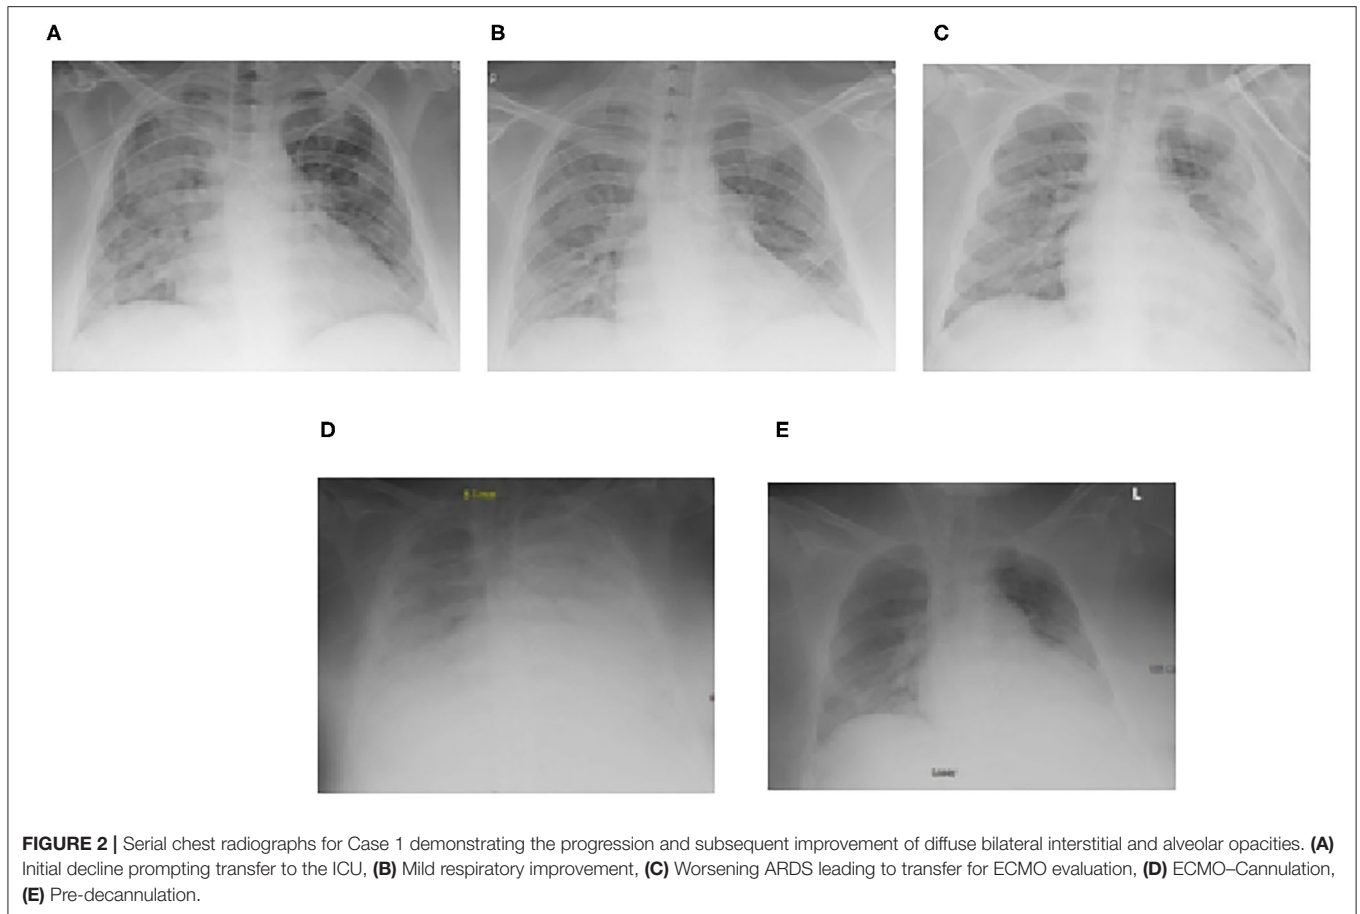 A
B
C
D
E
L
Lower
FIGURE 2 | Serial chest radiographs for Case 1 demonstrating the progression and subsequent improvement of diffuse bilateral interstitial and alveolar opacities. (A)
Initial decline prompting transfer to the ICU, (B) Mild respiratory improvement, (C) Worsening ARDS leading to transfer for ECMO evaluation, (D) ECMO–Cannulation,
(E) Pre-decannulation.